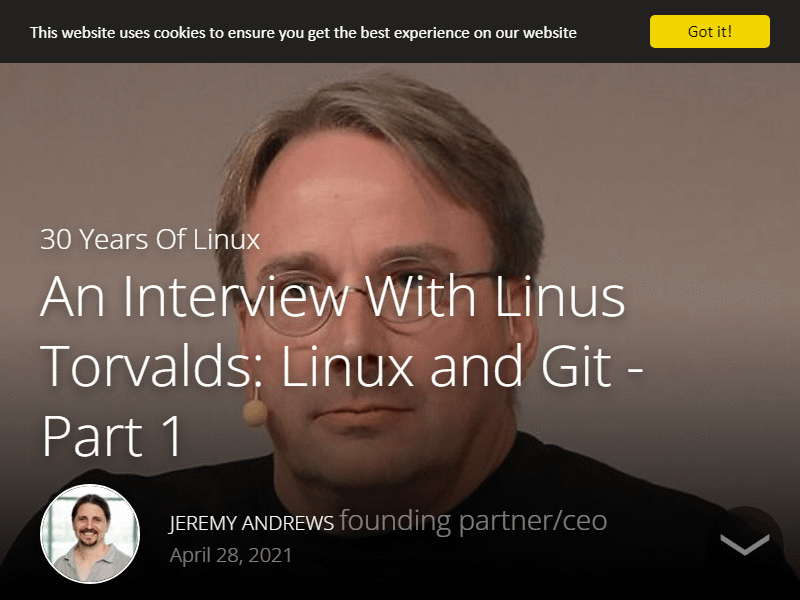 This website uses cookies to ensure you get the best experience on our website
Got it!
30 Years Of Linux
An Interview With Linus
Torvalds: Linux and Git -
Part 1
JEREMY ANDREWS founding partner/ceo
April 28, 2021